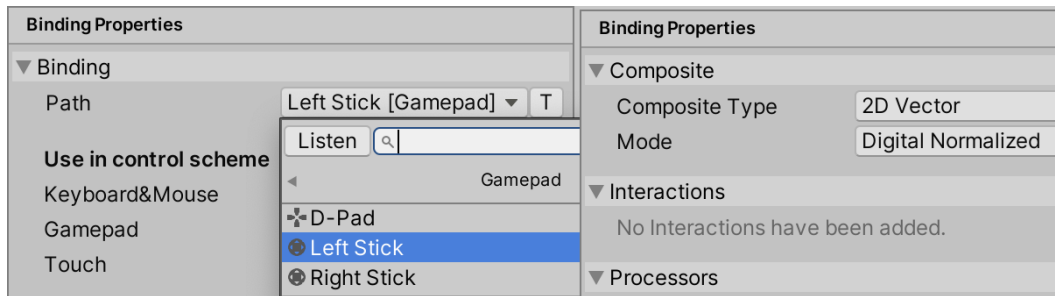 Binding Properties
Binding
Path
Left Stick [Gamepad]
T
Listen
Gamepad
Use in control scheme
Keyboard&Mouse
Gamepad
Touch
D-Pad
Left Stick
Right Stick
Binding Properties
Composite
Composite Type
2D Vector
Mode
Digital Normalized
Interactions
No Interactions have been added.
Processors